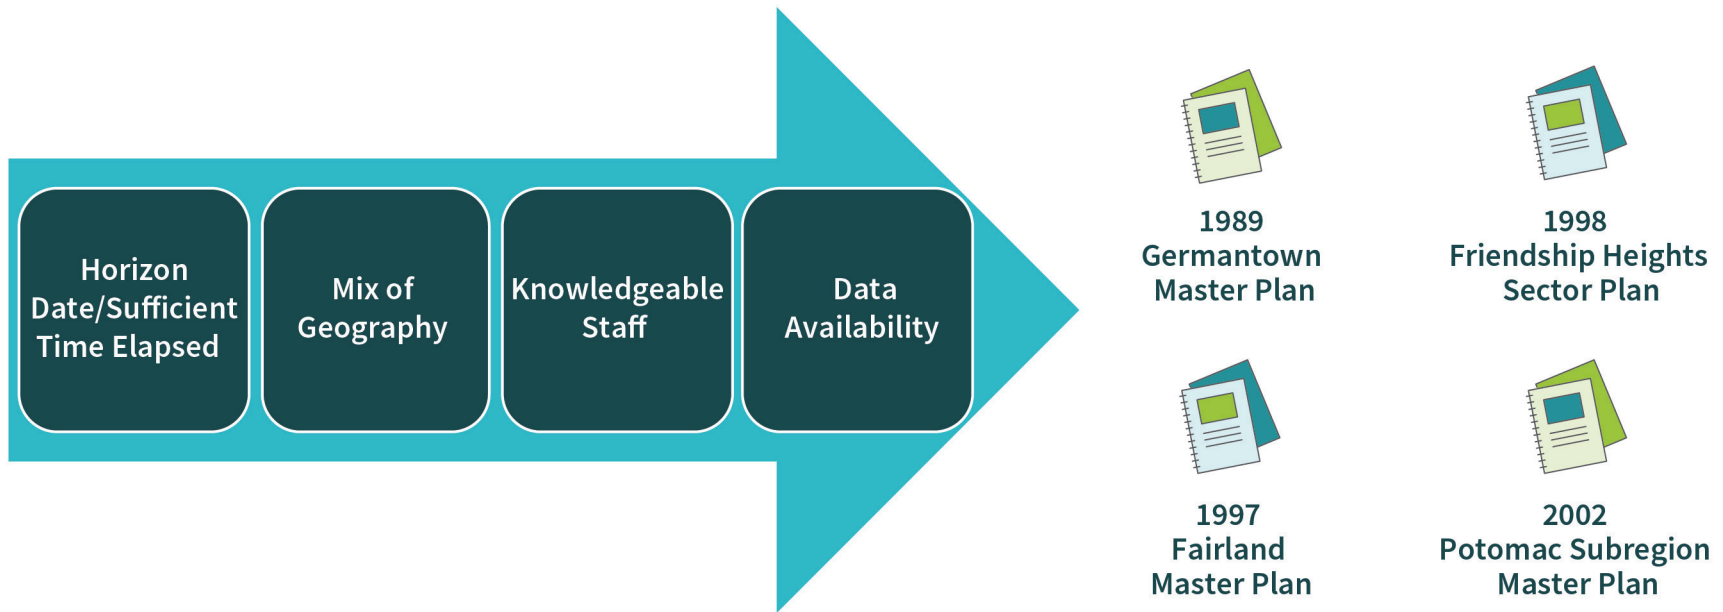 Horizon
Date/Sufficient
Time Elapsed
Mix of
Geography
Knowledgeable
Staff
Data
Availability
1989
Germantown
Master Plan
1998
Friendship Heights
Sector Plan
1997
Fairland
Master Plan
2002
Potomac Subregion
Master Plan